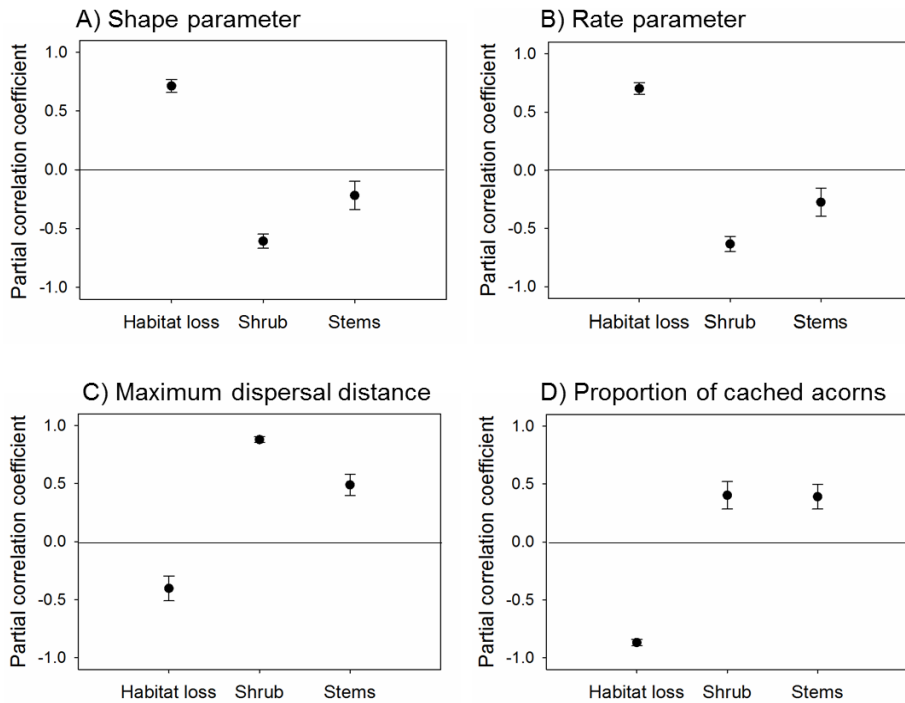 A) Shape parameter
Partial correlation coefficient
1.0
0.5
0.0
-0.5
-1.0
Habitat loss Shrub Stems
B) Rate parameter
Partial correlation coefficient
1.0
0.5
0.0
-0.5
-1.0
Habitat loss Shrub Stems
C) Maximum dispersal distance
Partial correlation coefficient
1.0
0.5
0.0
-0.5
-1.0
Habitat loss Shrub Stems
D) Proportion of cached acorns
Partial correlation coefficient
1.0
0.5
0.0
-0.5
-1.0
Habitat loss Shrub Stems